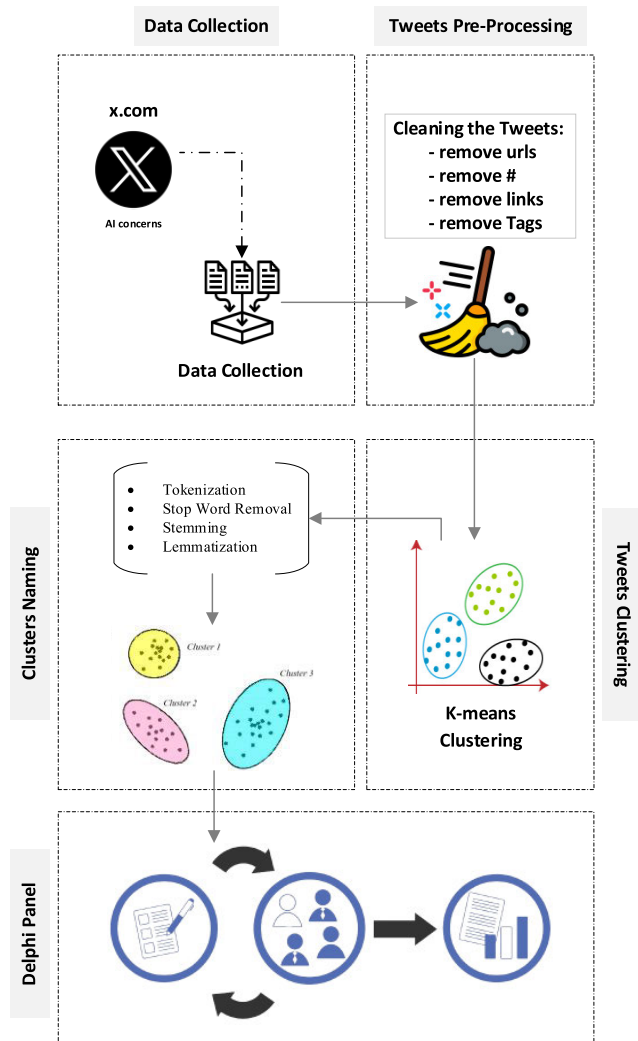 Data Collection
Tweets Pre-Processing
x.com
AI concerns
Data Collection
Cleaning the Tweets:
- remove urls
- remove #
- remove links
- remove Tags
Clusters Naming
• Tokenization
• Stop Word Removal
• Stemming
• Lemmatization
Cluster 1
Cluster 2
Cluster 3
Tweets Clustering
K-means
Clustering
Delphi Panel